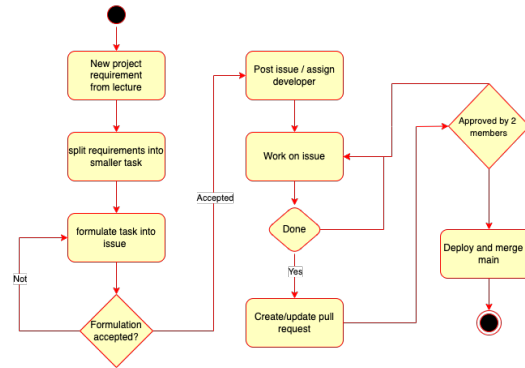 New project
requirement
from lecture
split requirements into
smaller task
formulate task into
issue
Not
Formulation
accepted?
Accepted
Post issue / assign
developer
Work on issue
Done
Yes
Create/update pull
request
Approved by 2
members
Deploy and merge
main